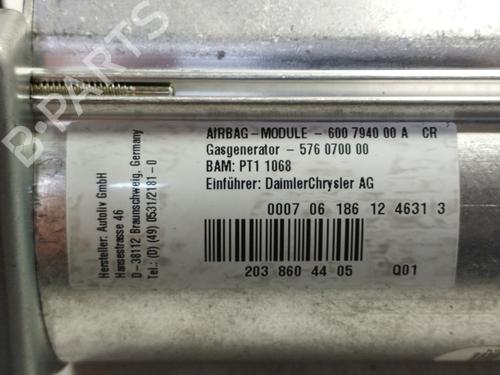 B-PARTS
AIRBAG-MODULE - 600 7940 00 A CR
Gasgenerator - 576 0700 00
BAM: PT1 1068
Einführer: DaimlerChrysler AG
0007 06 186 12 4631 3
203 860 44 05 Q01
Hersteller: Autoliv GmbH
Hansestrasse 46
D-38112 Braunschweig, Germany
Tel.: (0) (49) 0531/2181-0